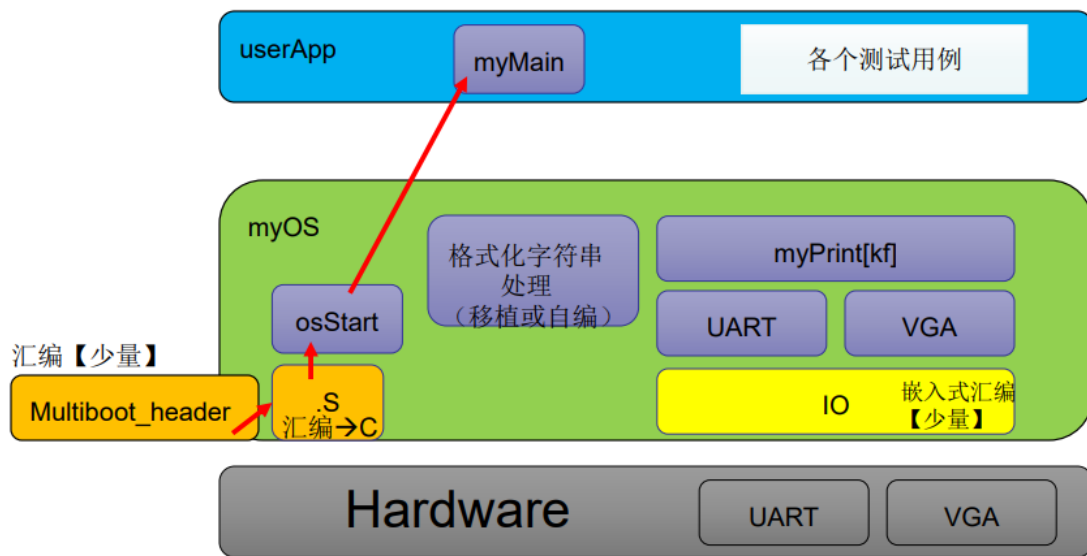 userApp
myMain
各个测试用例
myOS
格式化字符串
处理
（移植或自编）
myPrint[kf]
osStart
UART
VGA
汇编【少量】
Multiboot_header
.S
汇编→C
IO
嵌入式汇编
【少量】
Hardware
UART
VGA